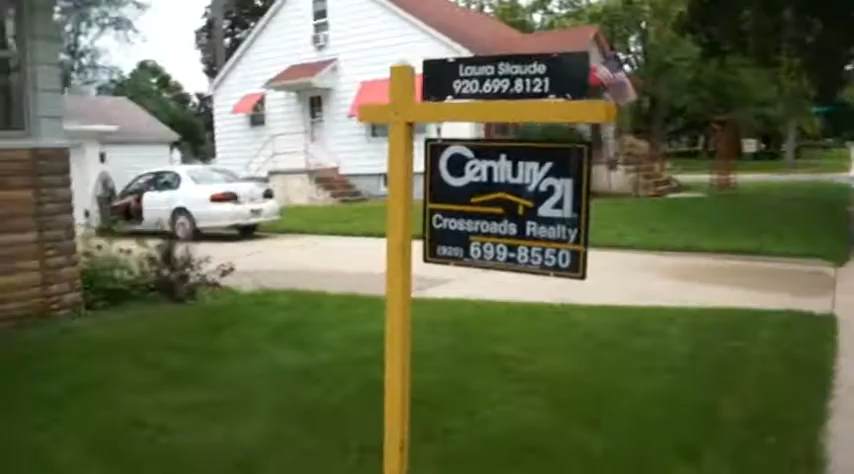 Laura Staude
920.699.8121
Century 21
Crossroads Realty
(920) 699-8550